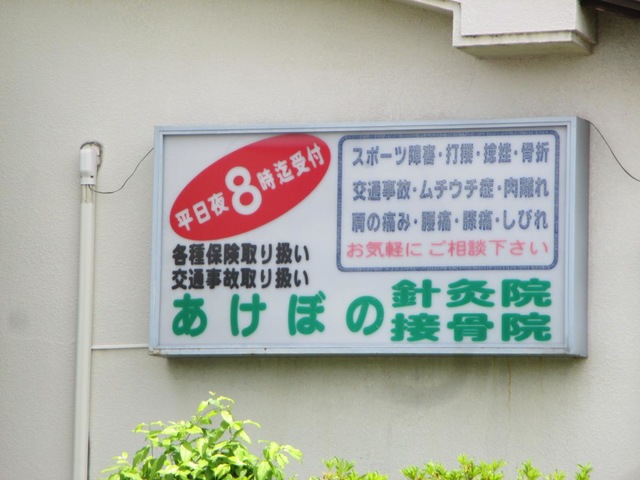 平日夜8時迄受付
各種保険取り扱い
交通事故取り扱い
スポーツ障害・打撲・捻挫・骨折
交通事故・ムチウチ症・肉離れ
肩の痛み・腰痛・膝痛・しびれ
お気軽にご相談下さい
あけぼの
針灸院
接骨院